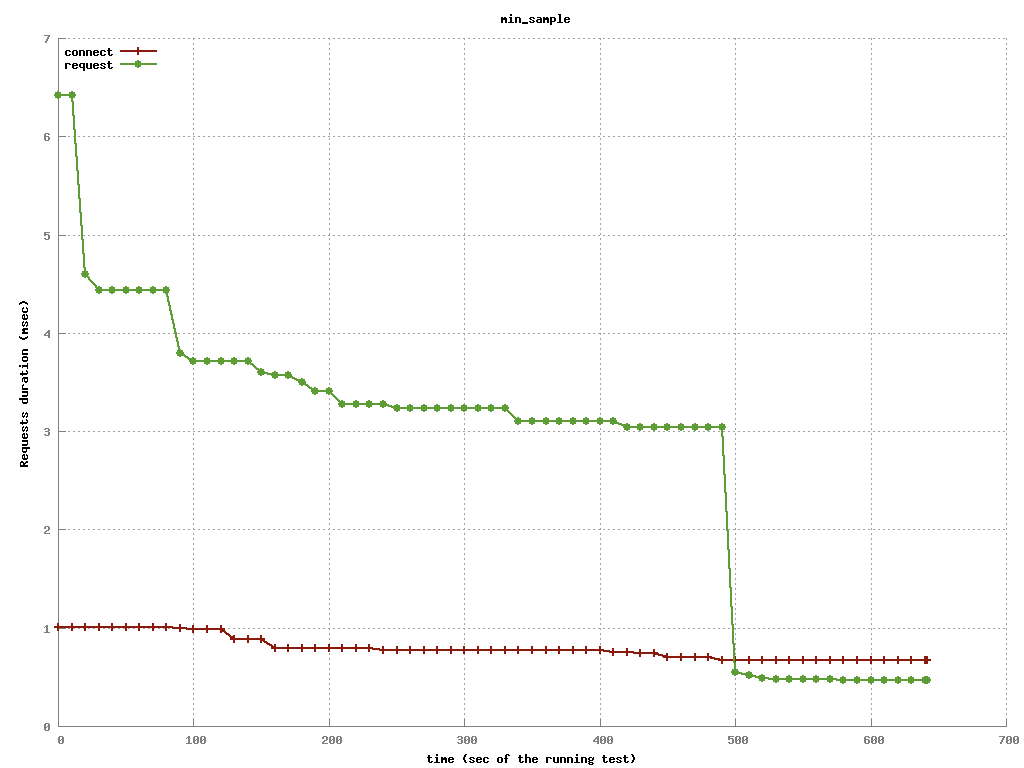 min_sample
7
connect
request
6
5
4
3
2
1
0
Requests duration (msec)
0 100 200 300 400 500 600 700
time (sec of the running test)